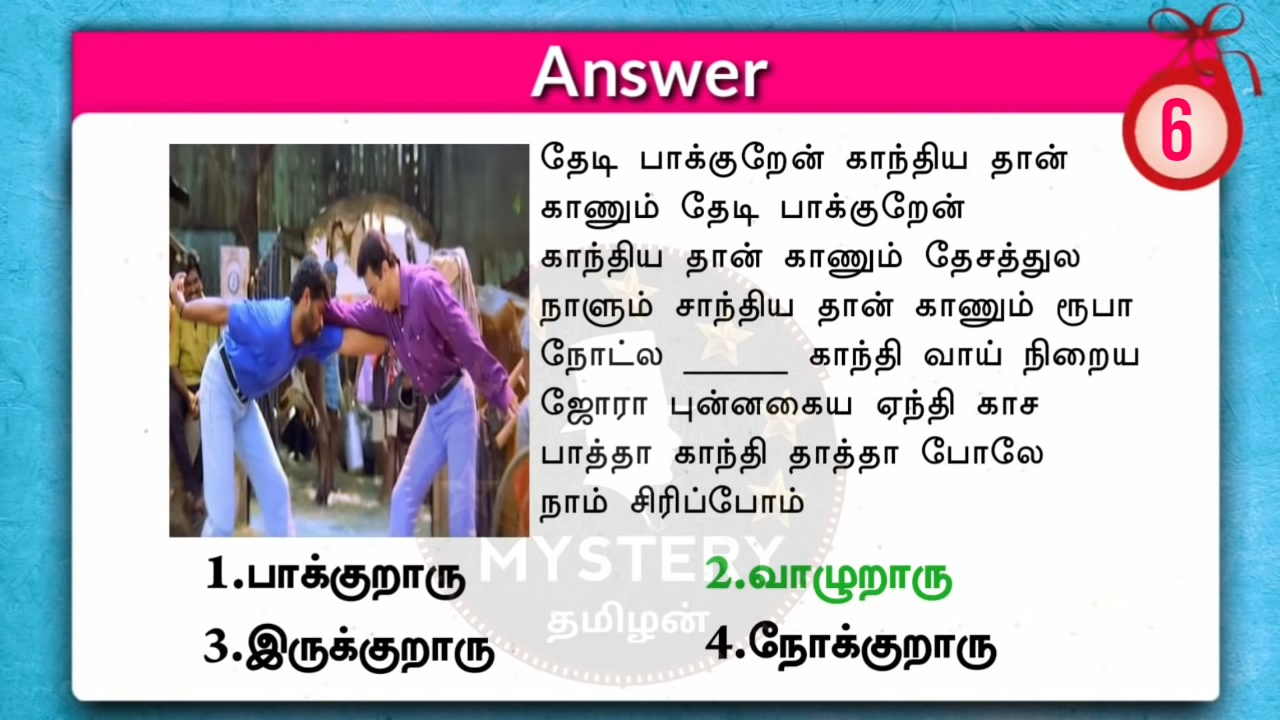 Answer
6
தேடி பாக்குறேன் காந்திய தான்
காணும் தேடி பாக்குறேன்
காந்திய தான் காணும் தேசத்துல
நாளும் சாந்திய தான் காணும் ரூபா
நோட்ல ______ காந்தி வாய் நிறைய
ஜோரா புன்னகைய ஏந்தி காச
பாத்தா காந்தி தாத்தா போலே
நாம் சிரிப்போம்
MYSTERY
தமிழன்
1.பாக்குறாரு
2.வாழுறாரு
3.இருக்குறாரு
4.நோக்குறாரு